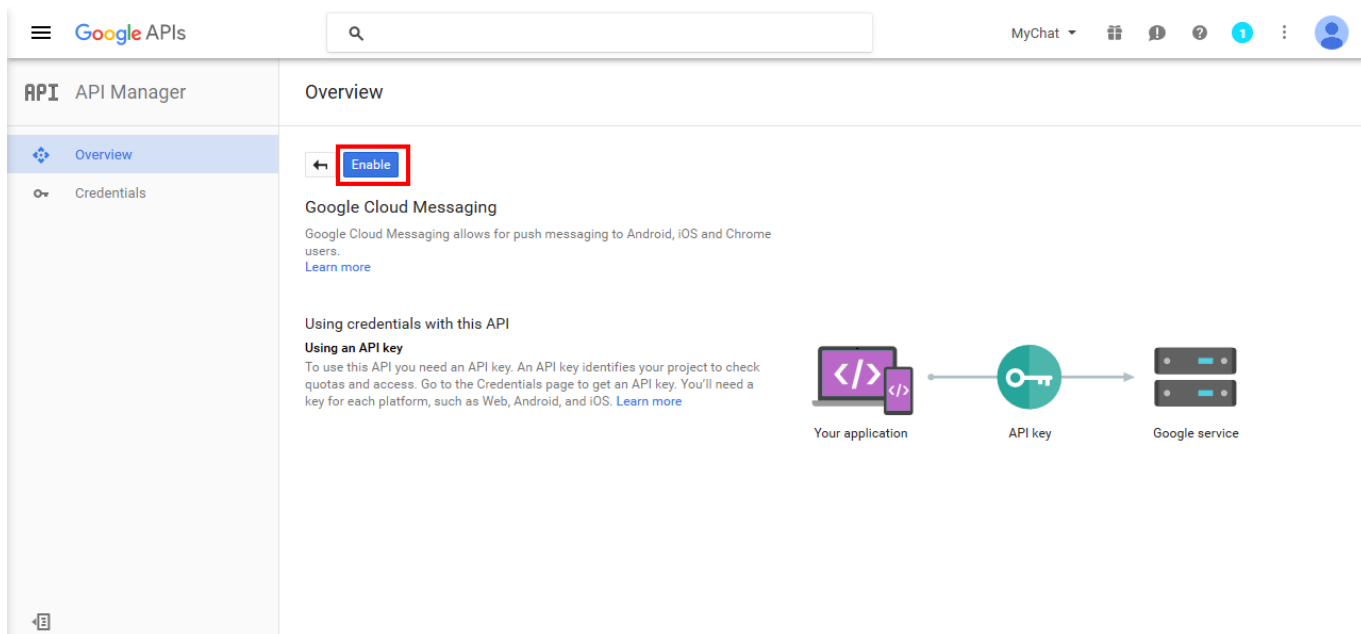 Google APIs
MyChat
1
API API Manager
Overview
Overview
Credentials
Enable
Google Cloud Messaging
Google Cloud Messaging allows for push messaging to Android, iOS and Chrome
users.
Learn more
Using credentials with this API
Using an API key
To use this API you need an API key. An API key identifies your project to check
quotas and access. Go to the Credentials page to get an API key. You'll need a
key for each platform, such as Web, Android, and iOS. Learn more
</>
</>
Your application
API key
Google service